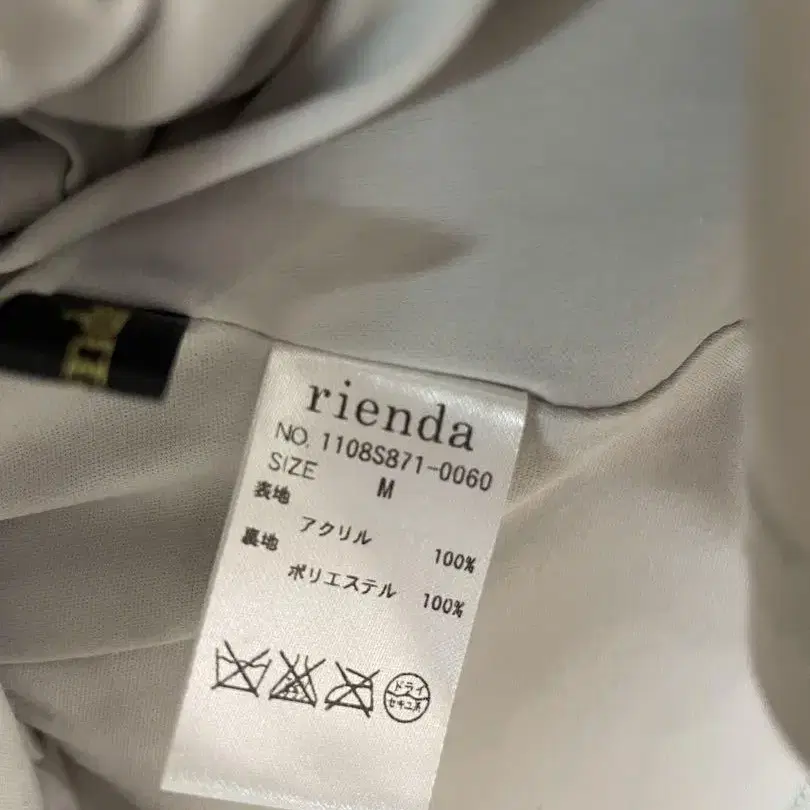 rienda
NO. 1108S871-0060
SIZE M
表地
アクリル 100%
裏地
ポリエステル 100%
ドライ
セキユ系